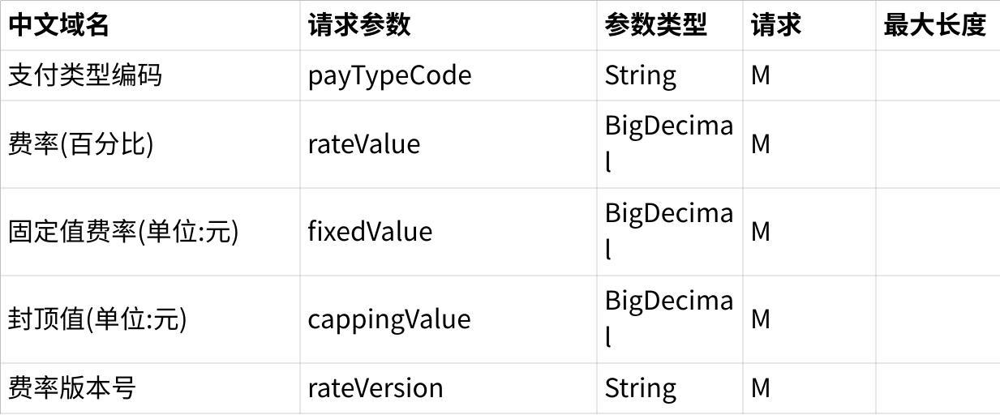 中文域名 请求参数 参数类型 请求 最大长度
支付类型编码 payTypeCode String M
费率(百分比) rateValue BigDecima
l M
固定值费率(单位:元) fixedValue BigDecima
l M
封顶值(单位:元) cappingValue BigDecima
l M
费率版本号 rateVersion String M